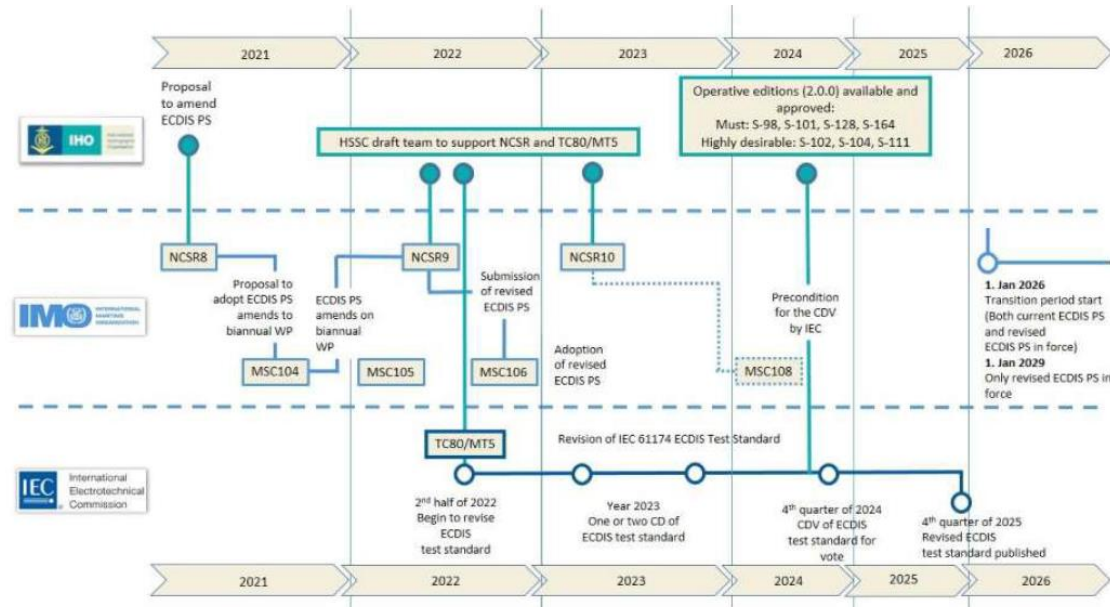 2021
2022
2023
2024
2025
2026
Proposal
to amend
ECDIS PS
Operative editions (2.0.0) available and
approved:
Must: S-98, S-101, S-128, S-164
Highly desirable: S-102, S-104, S-111
IHO
International
Hydrographic
Organization
HSSC draft team to support NCSR and TC80/MT5
NCSR8
NCSR9
NCSR10
Proposal to
adopt ECDIS PS
amends to
biannual WP
ECDIS PS
amends on
biannual
WP
Submission
of revised
ECDIS PS
Precondition
for the CDV
by IEC
1. Jan 2026
Transition period start
(Both current ECDIS PS
and revised
ECDIS PS in force)
1. Jan 2029
Only revised ECDIS PS in
force
IMO
INTERNATIONAL
MARITIME
ORGANIZATION
MSC104
MSC105
MSC106
Adoption
of revised
ECDIS PS
MSC108
TC80/MT5
Revision of IEC 61174 ECDIS Test Standard
IEC
International
Electrotechnical
Commission
2nd half of 2022
Begin to revise
ECDIS
test standard
Year 2023
One or two CD of
ECDIS test standard
4th quarter of 2024
CDV of ECDIS
test standard for
vote
4th quarter of 2025
Revised ECDIS
test standard published
2021
2022
2023
2024
2025
2026